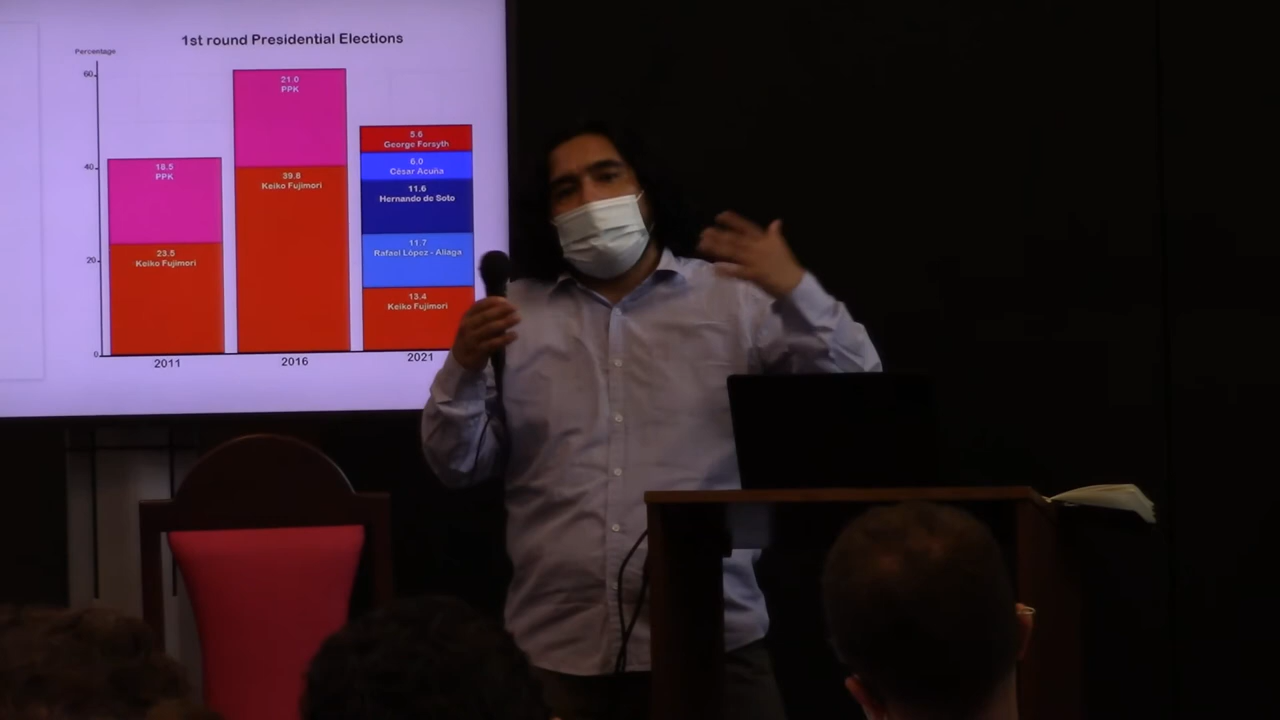 1st round Presidential Elections
Percentage
60
40
20
0
18.5
PPK
23.5
Keiko Fujimori
2011
21.0
PPK
39.8
Keiko Fujimori
2016
5.6
George Forsyth
6.0
César Acuña
11.6
Hernando de Soto
11.7
Rafael López - Aliaga
13.4
Keiko Fujimori
2021